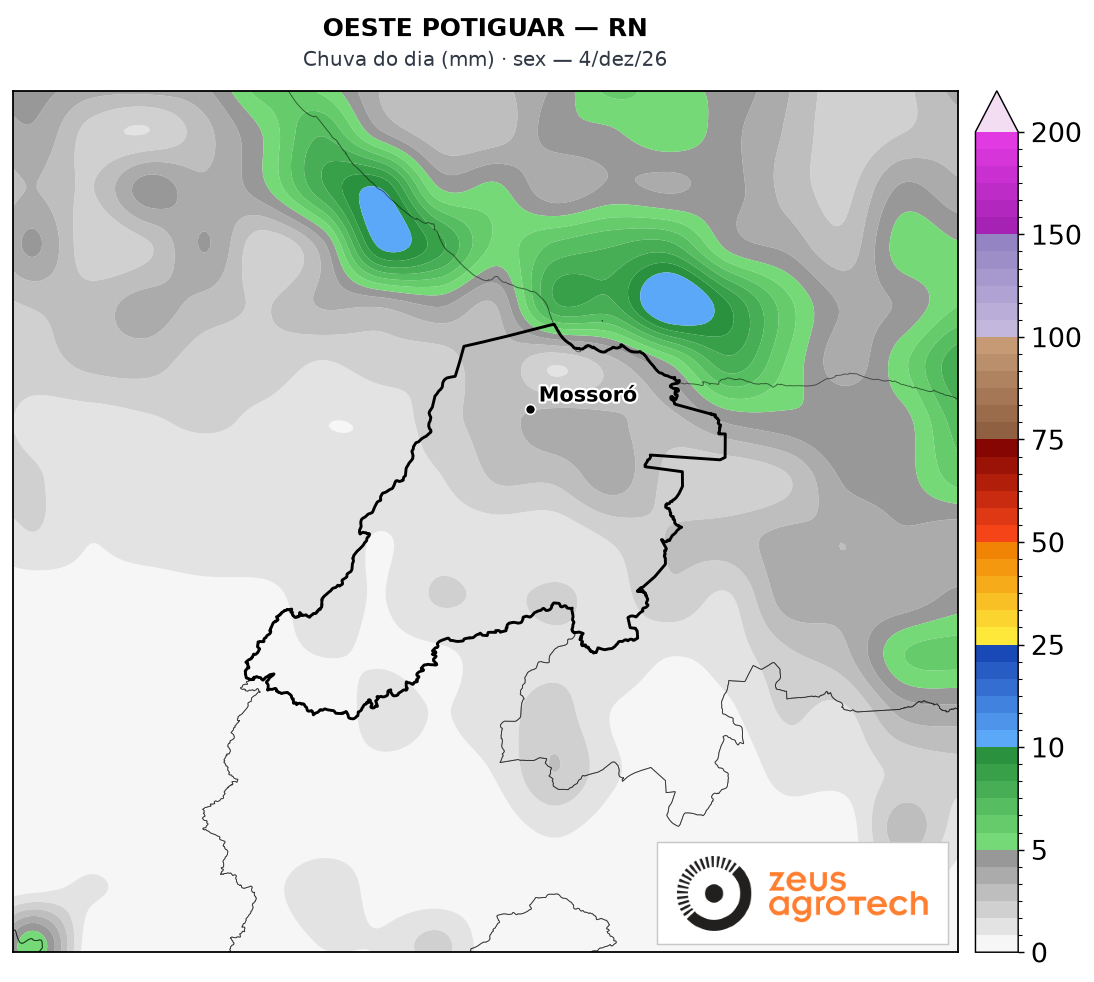 OESTE POTIGUAR — RN
Chuva do dia (mm) · sex — 4/dez/26
200
150
100
75
50
25
10
5
0
Mossoró
zeus
agrotech